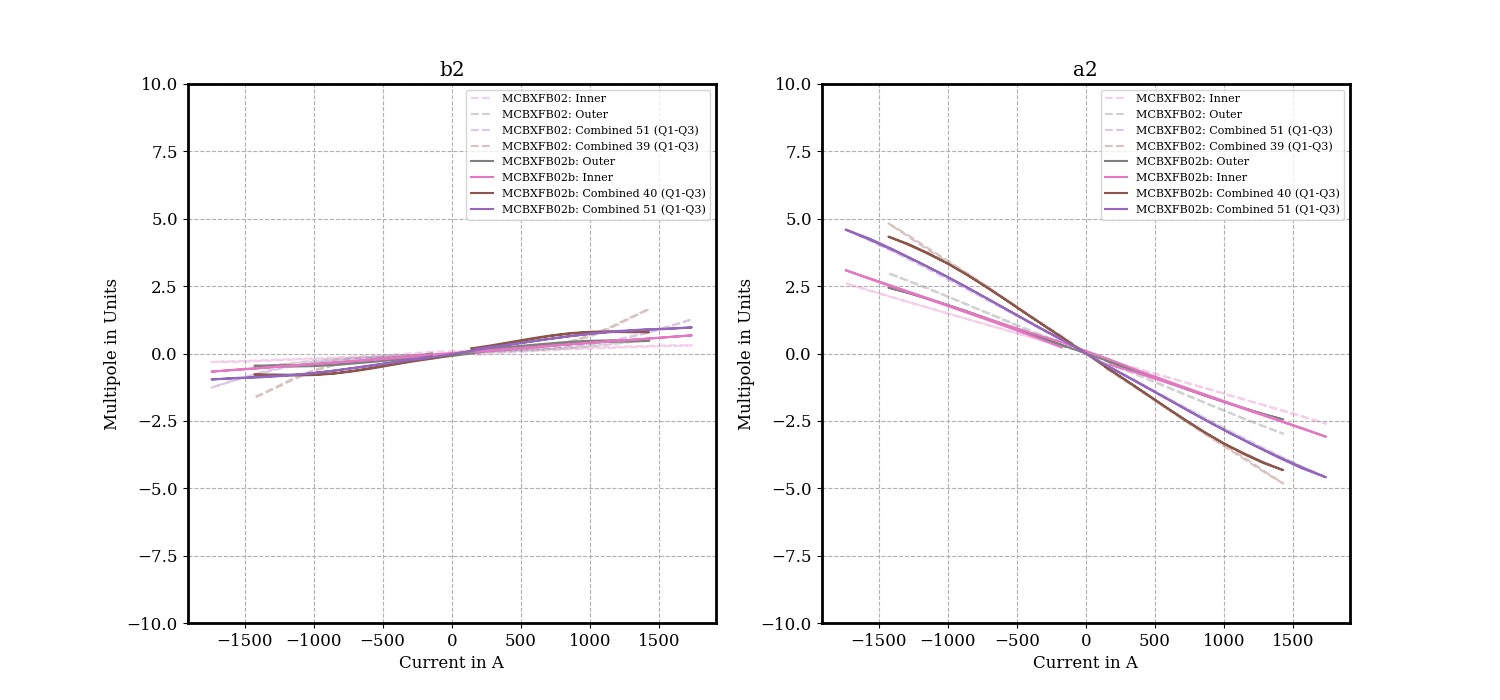 b2
10.0
7.5
5.0
2.5
0.0
−2.5
−5.0
−7.5
−10.0
Multipole in Units
MCBXFB02: Inner
MCBXFB02: Outer
MCBXFB02: Combined 51 (Q1-Q3)
MCBXFB02: Combined 39 (Q1-Q3)
MCBXFB02b: Outer
MCBXFB02b: Inner
MCBXFB02b: Combined 40 (Q1-Q3)
MCBXFB02b: Combined 51 (Q1-Q3)
−1500 −1000 −500 0 500 1000 1500
Current in A
a2
10.0
7.5
5.0
2.5
0.0
−2.5
−5.0
−7.5
−10.0
Multipole in Units
MCBXFB02: Inner
MCBXFB02: Outer
MCBXFB02: Combined 51 (Q1-Q3)
MCBXFB02: Combined 39 (Q1-Q3)
MCBXFB02b: Outer
MCBXFB02b: Inner
MCBXFB02b: Combined 40 (Q1-Q3)
MCBXFB02b: Combined 51 (Q1-Q3)
−1500 −1000 −500 0 500 1000 1500
Current in A